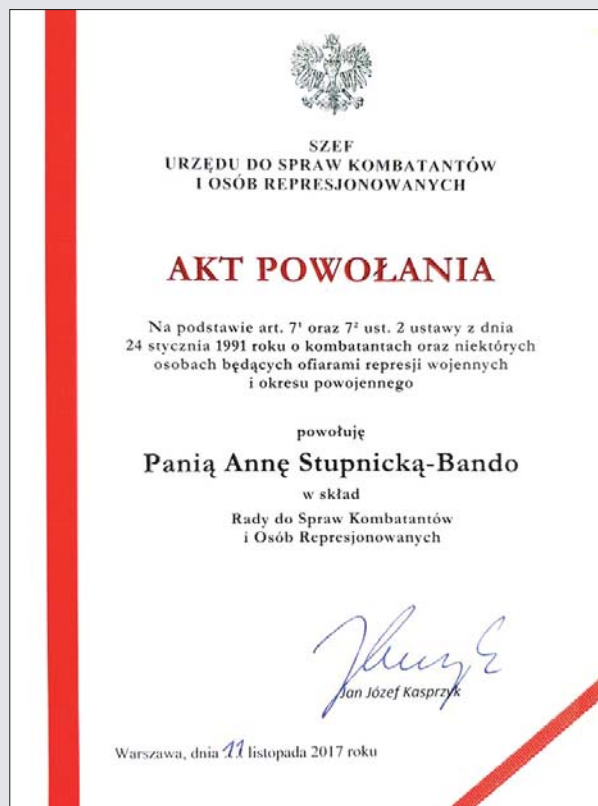 SZEF
URZĘDU DO SPRAW KOMBATANTÓW
I OSÓB REPRESJONOWANYCH
AKT POWOŁANIA
Na podstawie art. 7¹ oraz 7² ust. 2 ustawy z dnia
24 stycznia 1991 roku o kombatantach oraz niektórych
osobach będących ofiarami represji wojennych
i okresu powojennego
powołuję
Panią Annę Stupnicką-Bando
w skład
Rady do Spraw Kombatantów
i Osób Represjonowanych
Jan Józef Kasprzyk
Warszawa, dnia 11 listopada 2017 roku